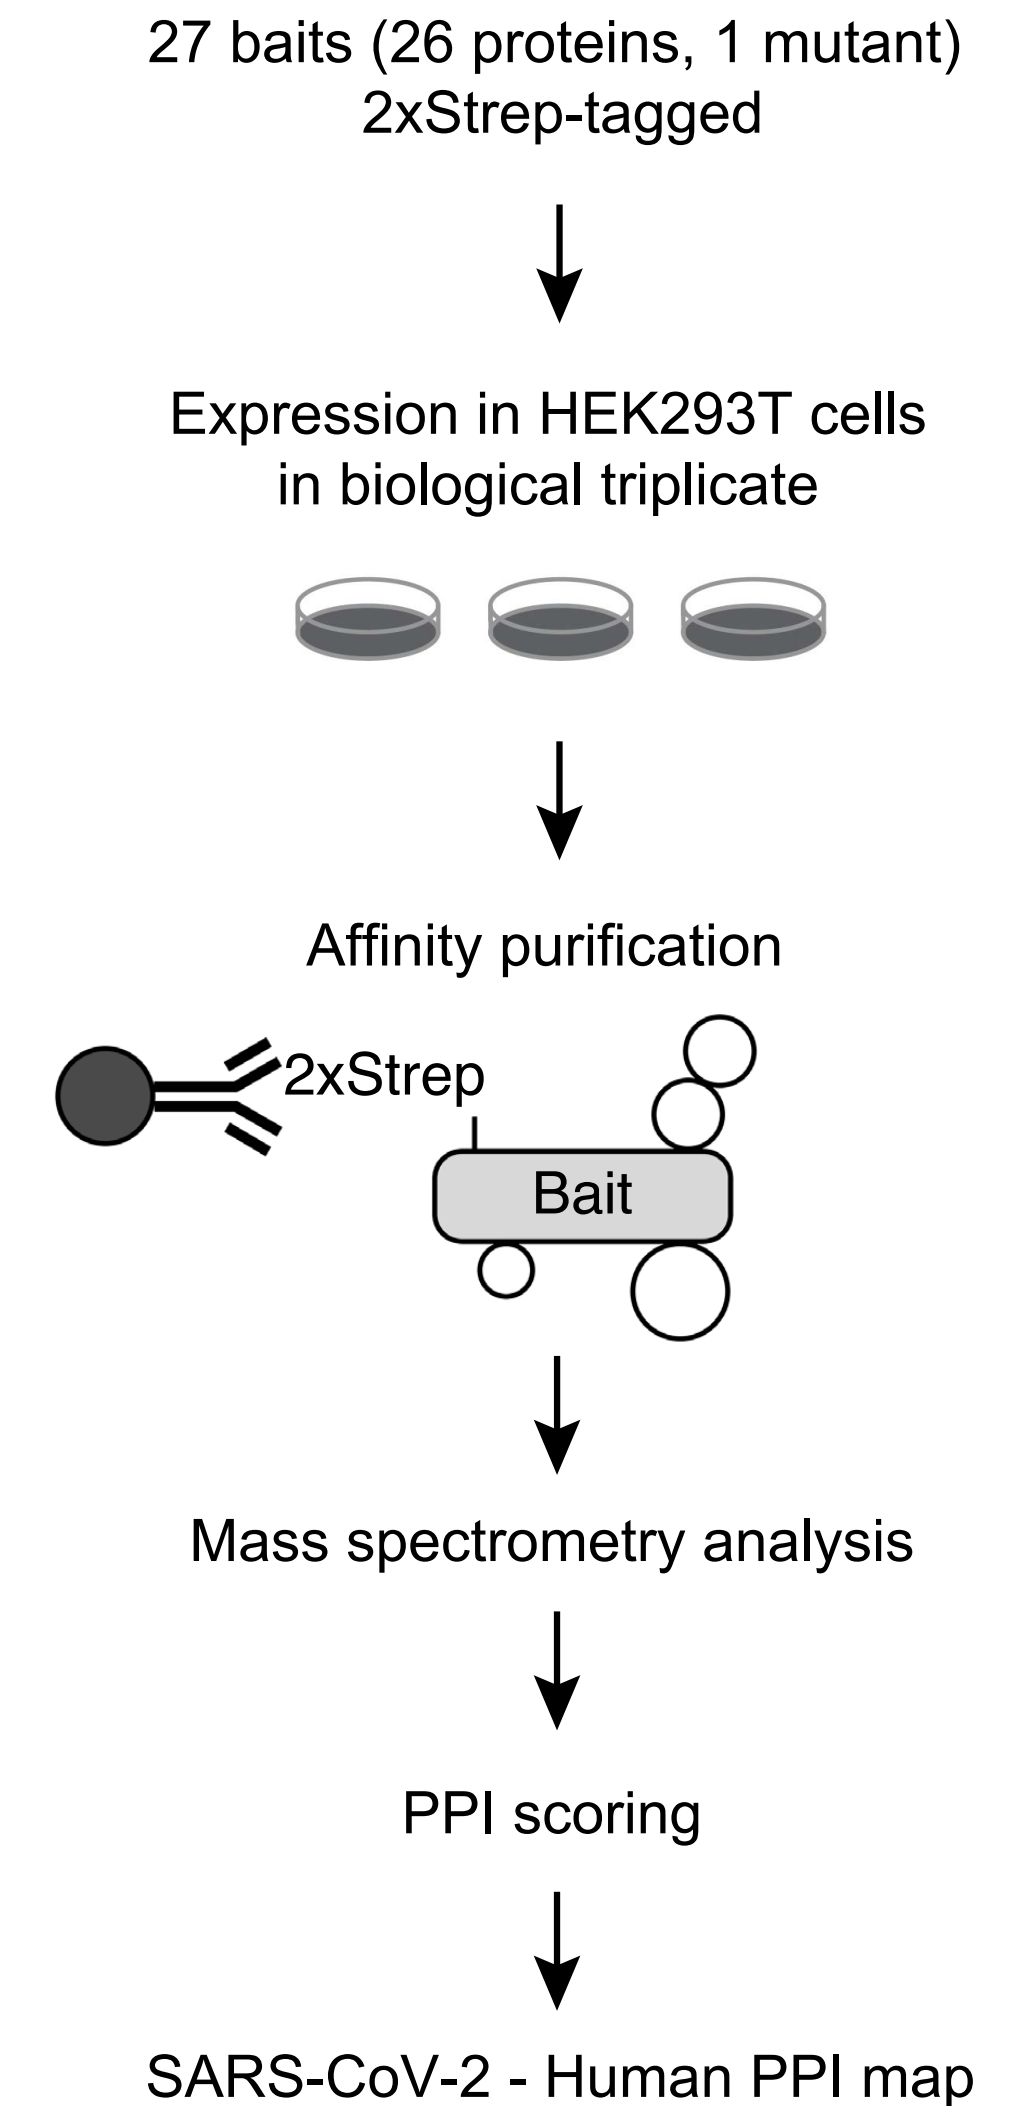 27 baits (26 proteins, 1 mutant)
2xStrep-tagged
Expression in HEK293T cells
in biological triplicate
Affinity purification
2xStrep
Bait
Mass spectrometry analysis
PPI scoring
SARS-CoV-2 - Human PPI map